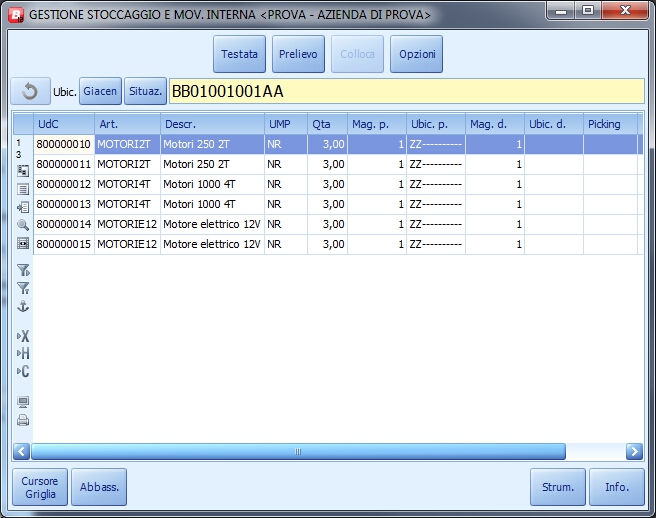 GESTIONE STOCCAGGIO E MOV. INTERNA <PROVA - AZIENDA DI PROVA>
Testata Prelievo Colloca Opzioni
Ubic. Giacen Situaz. BB01001001AA
UdC Art. Descr. UMP Qta Mag. p. Ubic. p. Mag. d. Ubic. d. Picking
1 800000010 MOTORI2T Motori 250 2T NR 3,00 1 ZZ---------- 1
3 800000011 MOTORI2T Motori 250 2T NR 3,00 1 ZZ---------- 1
800000012 MOTORI4T Motori 1000 4T NR 3,00 1 ZZ---------- 1
800000013 MOTORI4T Motori 1000 4T NR 3,00 1 ZZ---------- 1
800000014 MOTORIE12 Motore elettrico 12V NR 3,00 1 ZZ---------- 1
800000015 MOTORIE12 Motore elettrico 12V NR 3,00 1 ZZ---------- 1
X
H
C
Cursore Griglia Abbass. Strum. Info.